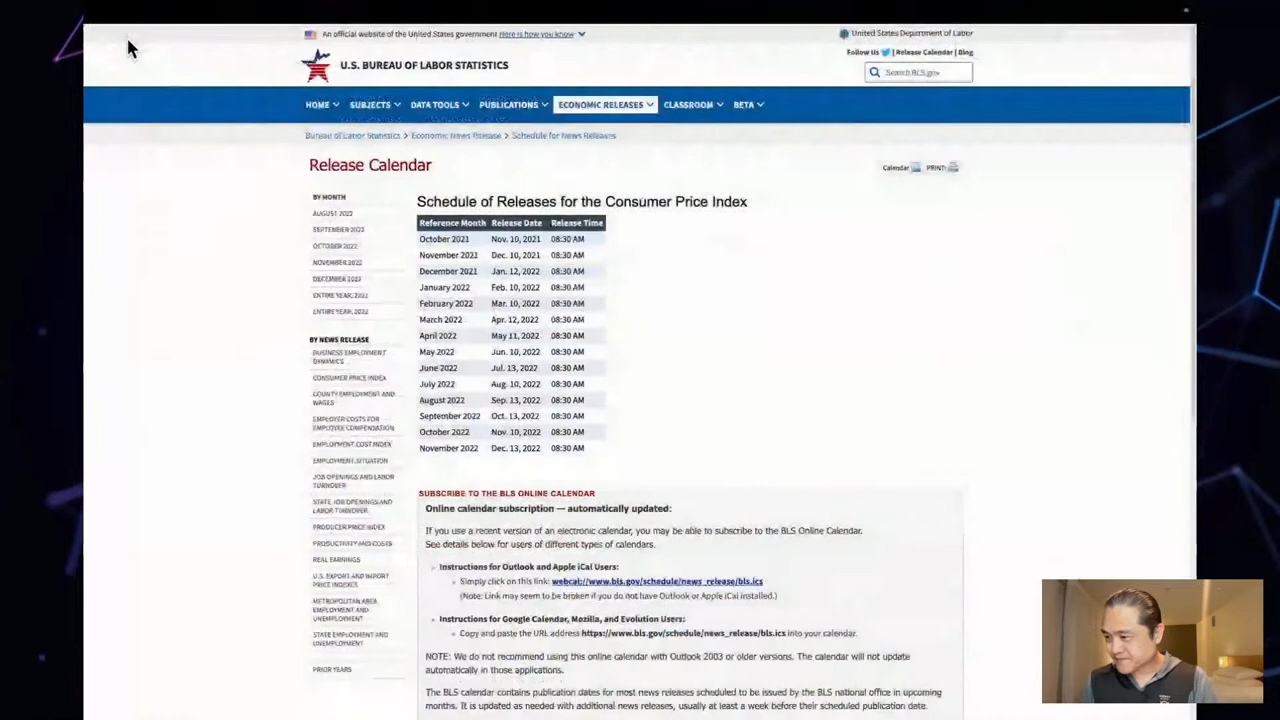 An official website of the United States government Here is how you know
United States Department of Labor
Follow Us | Release Calendar | Blog
U.S. BUREAU OF LABOR STATISTICS
Search BLS.gov
HOME SUBJECTS DATA TOOLS PUBLICATIONS ECONOMIC RELEASES CLASSROOM BETA
Bureau of Labor Statistics > Economic News Release > Schedule for News Releases
Release Calendar
Calendar PRINT:
BY MONTH
AUGUST 2022
SEPTEMBER 2022
OCTOBER 2022
NOVEMBER 2022
DECEMBER 2022
ENTIRE YEAR, 2022
ENTIRE YEAR, 2022
BY NEWS RELEASE
BUSINESS EMPLOYMENT
DYNAMICS
CONSUMER PRICE INDEX
COUNTY EMPLOYMENT AND
WAGES
EMPLOYER COSTS FOR
EMPLOYEE COMPENSATION
EMPLOYMENT COST INDEX
EMPLOYMENT SITUATION
JOB OPENINGS AND LABOR
TURNOVER
STATE JOB OPENINGS AND
LABOR TURNOVER
PRODUCER PRICE INDEX
PRODUCTIVITY AND COSTS
REAL EARNINGS
U.S. EXPORT AND IMPORT
PRICE INDEXES
METROPOLITAN AREA
EMPLOYMENT AND
UNEMPLOYMENT
STATE EMPLOYMENT AND
UNEMPLOYMENT
PRIOR YEARS
Schedule of Releases for the Consumer Price Index
Reference Month Release Date Release Time
October 2021 Nov. 10, 2021 08:30 AM
November 2021 Dec. 10, 2021 08:30 AM
December 2021 Jan. 12, 2022 08:30 AM
January 2022 Feb. 10, 2022 08:30 AM
February 2022 Mar. 10, 2022 08:30 AM
March 2022 Apr. 12, 2022 08:30 AM
April 2022 May 11, 2022 08:30 AM
May 2022 Jun. 10, 2022 08:30 AM
June 2022 Jul. 13, 2022 08:30 AM
July 2022 Aug. 10, 2022 08:30 AM
August 2022 Sep. 13, 2022 08:30 AM
September 2022 Oct. 13, 2022 08:30 AM
October 2022 Nov. 10, 2022 08:30 AM
November 2022 Dec. 13, 2022 08:30 AM
SUBSCRIBE TO THE BLS ONLINE CALENDAR
Online calendar subscription — automatically updated:
If you use a recent version of an electronic calendar, you may be able to subscribe to the BLS Online Calendar.
See details below for users of different types of calendars.
Instructions for Outlook and Apple iCal Users:
Simply click on this link: webcal://www.bls.gov/schedule/news_release/bls.ics
(Note: Link may seem to be broken if you do not have Outlook or Apple iCal installed.)
Instructions for Google Calendar, Mozilla, and Evolution Users:
Copy and paste the URL address https://www.bls.gov/schedule/news_release/bls.ics into your calendar.
NOTE: We do not recommend using this online calendar with Outlook 2003 or older versions. The calendar will not update
automatically in those applications.
The BLS calendar contains publication dates for most news releases scheduled to be issued by the BLS national office in upcoming
months. It is updated as needed with additional news releases, usually at least a week before their scheduled publication date.